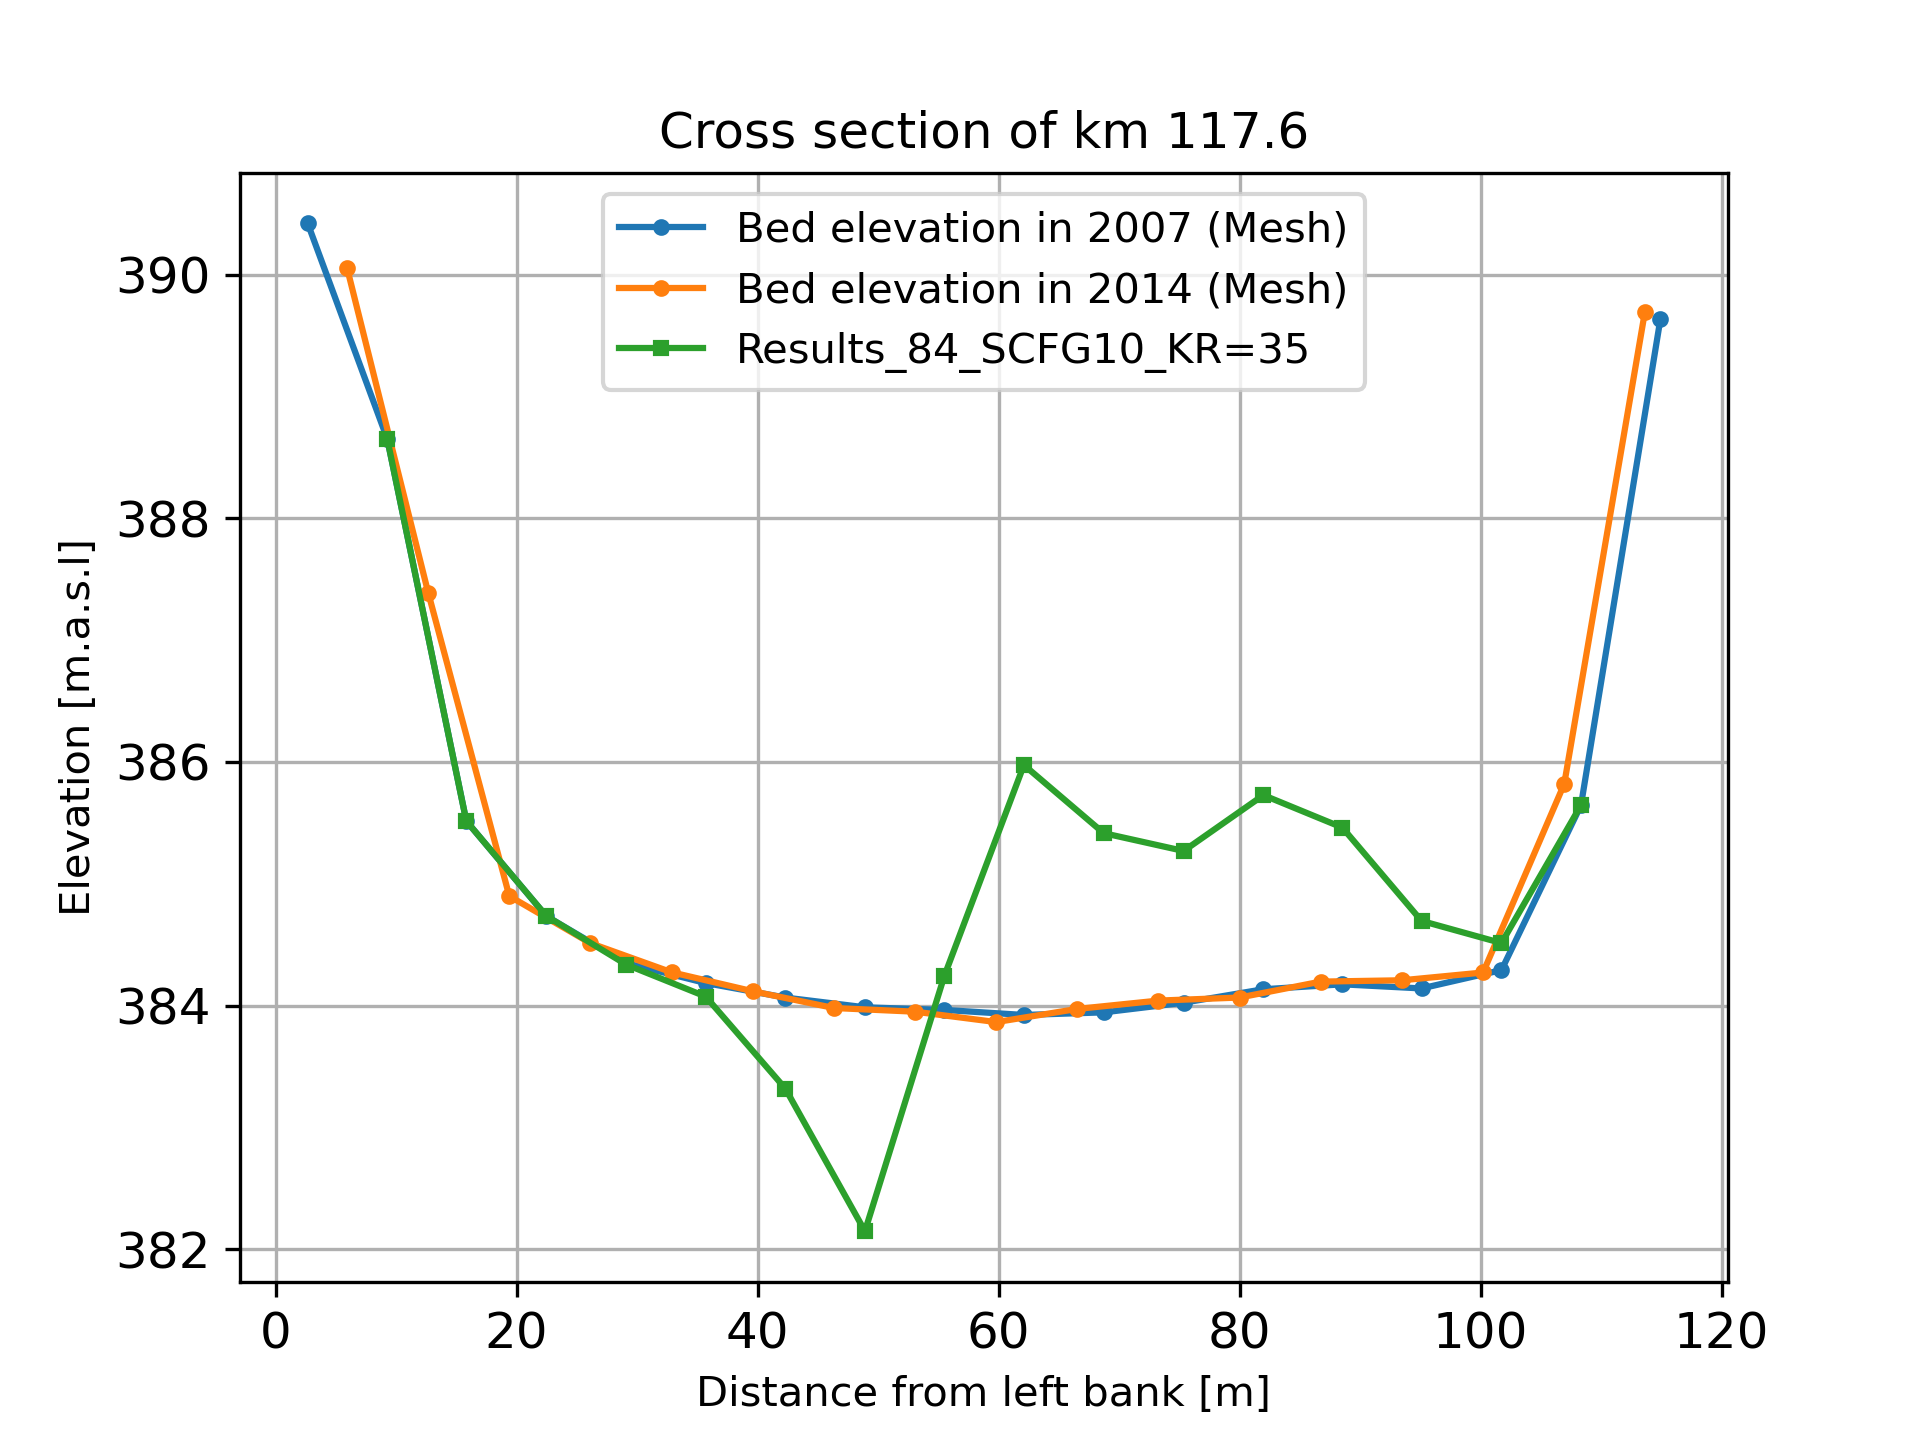 Cross section of km 117.6
Bed elevation in 2007 (Mesh)
Bed elevation in 2014 (Mesh)
Results_84_SCFG10_KR=35
Elevation [m.a.s.l]
390
388
386
384
382
0 20 40 60 80 100 120
Distance from left bank [m]